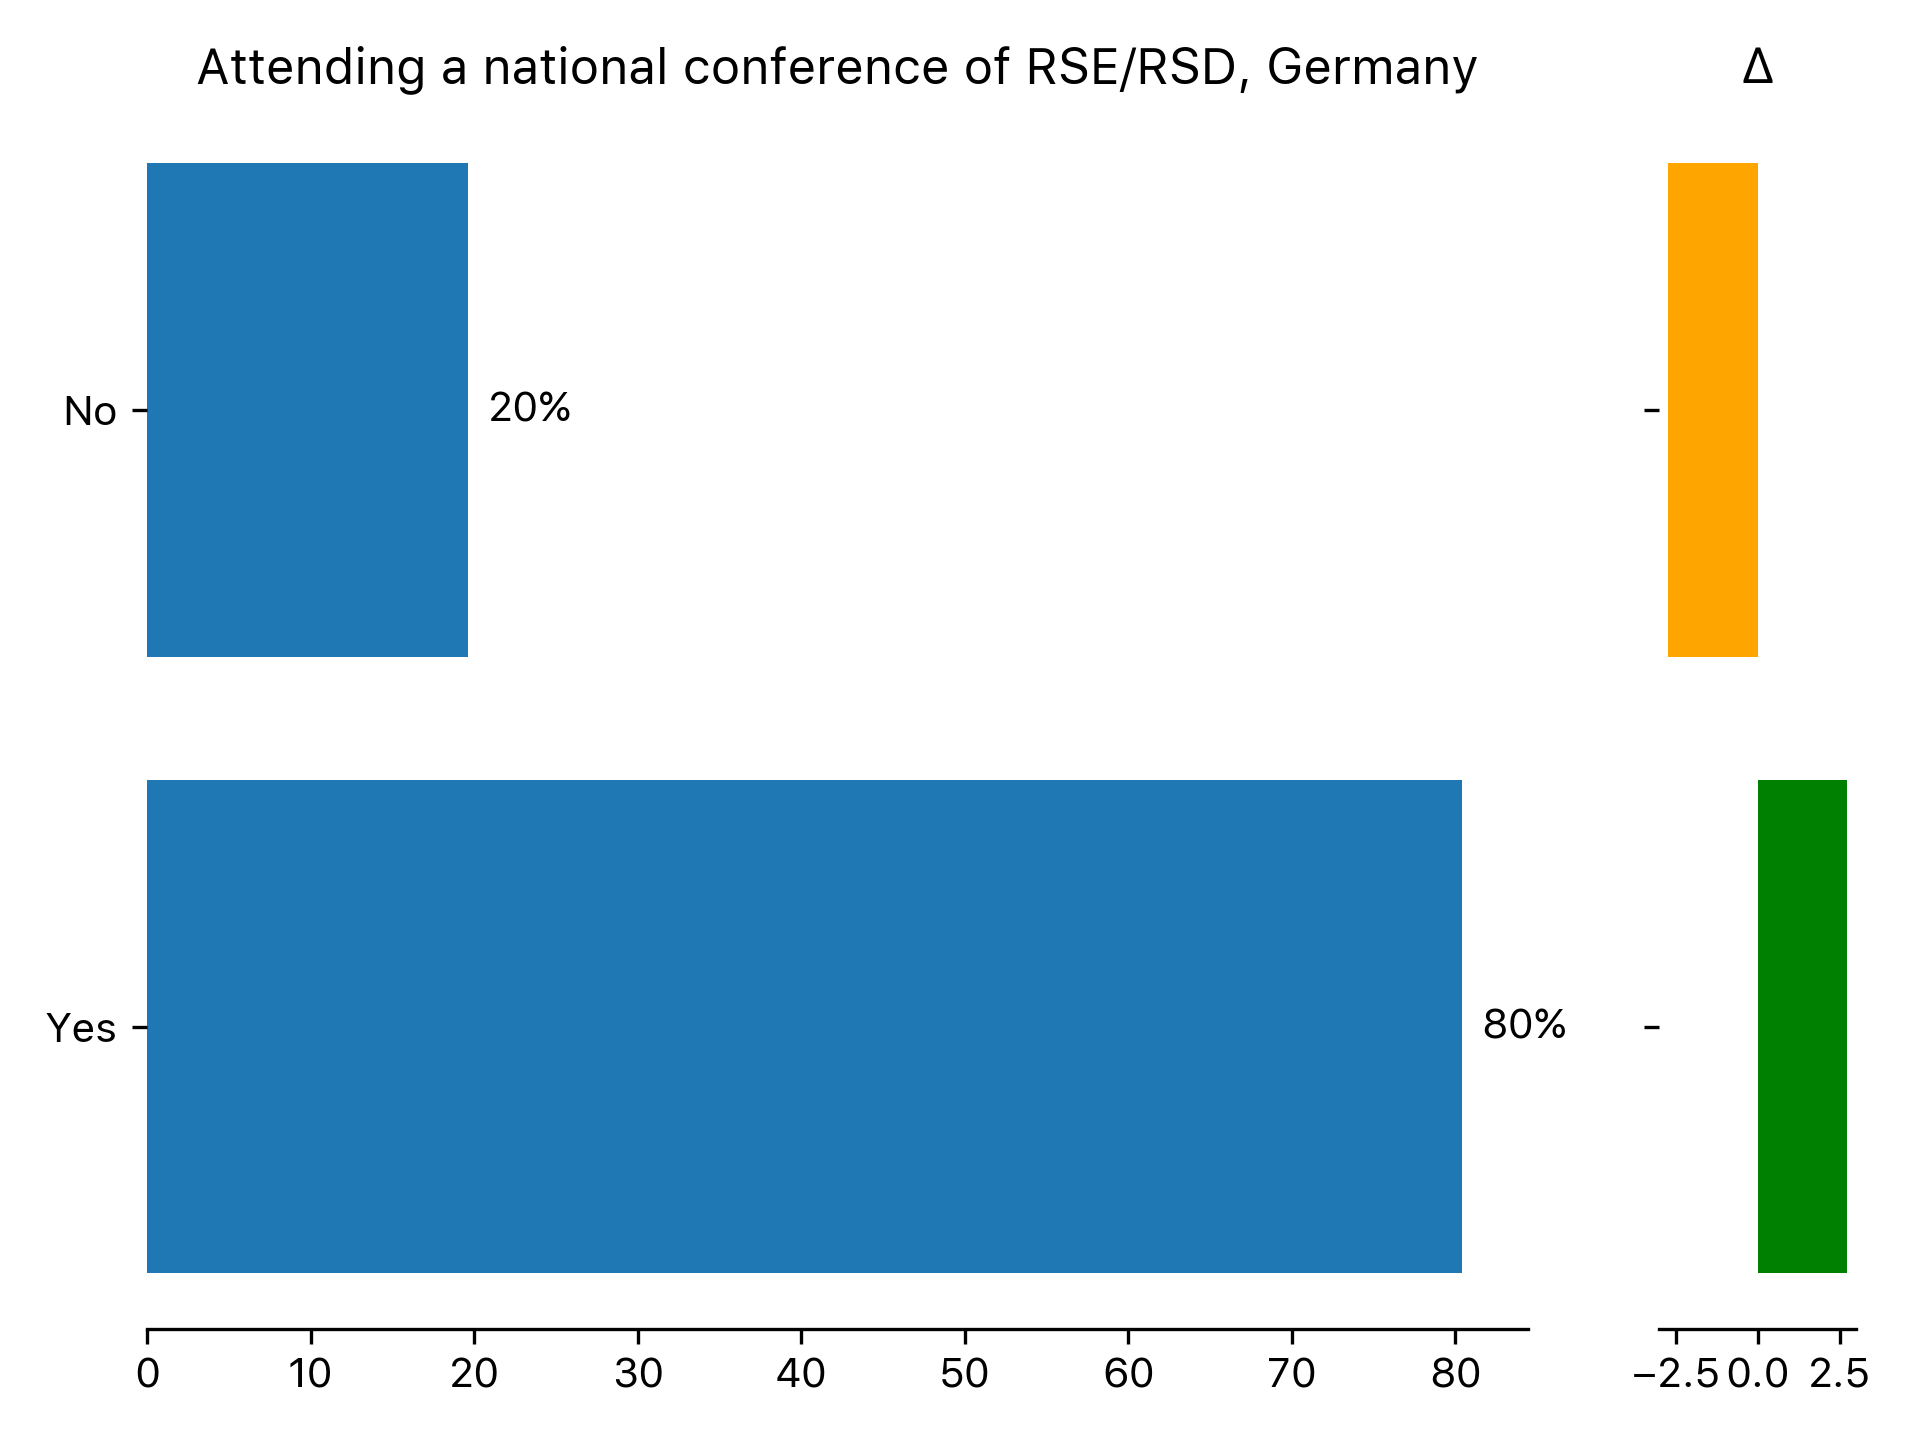 Attending a national conference of RSE/RSD, Germany
Δ
No
20%
Yes
80%
0 10 20 30 40 50 60 70 80
−2.5 0.0 2.5